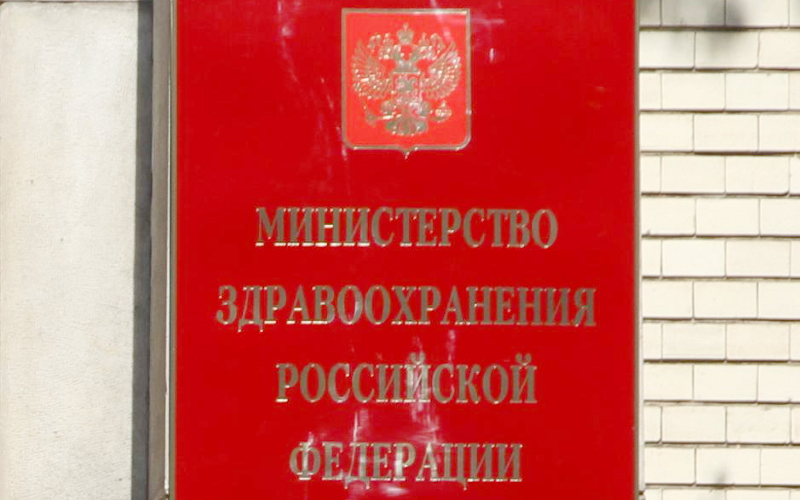 МИНИСТЕРСТВО
ЗДРАВООХРАНЕНИЯ
РОССИЙСКОЙ
ФЕДЕРАЦИИ